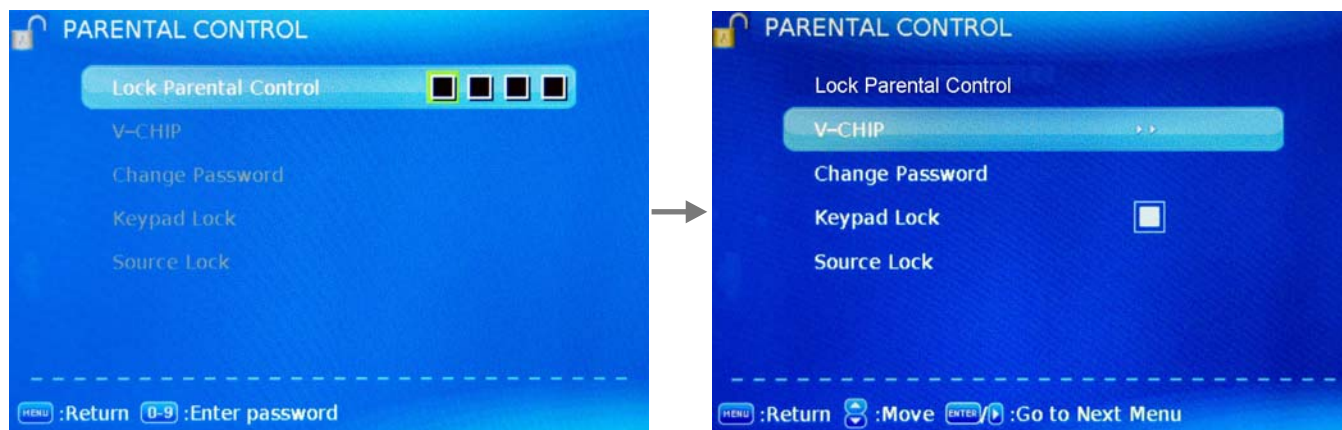 PARENTAL CONTROL
Lock Parental Control
V-CHIP
Change Password
Keypad Lock
Source Lock
MENU :Return 0-9 :Enter password
PARENTAL CONTROL
Lock Parental Control
V-CHIP
Change Password
Keypad Lock
Source Lock
MENU :Return :Move ENTER/ :Go to Next Menu